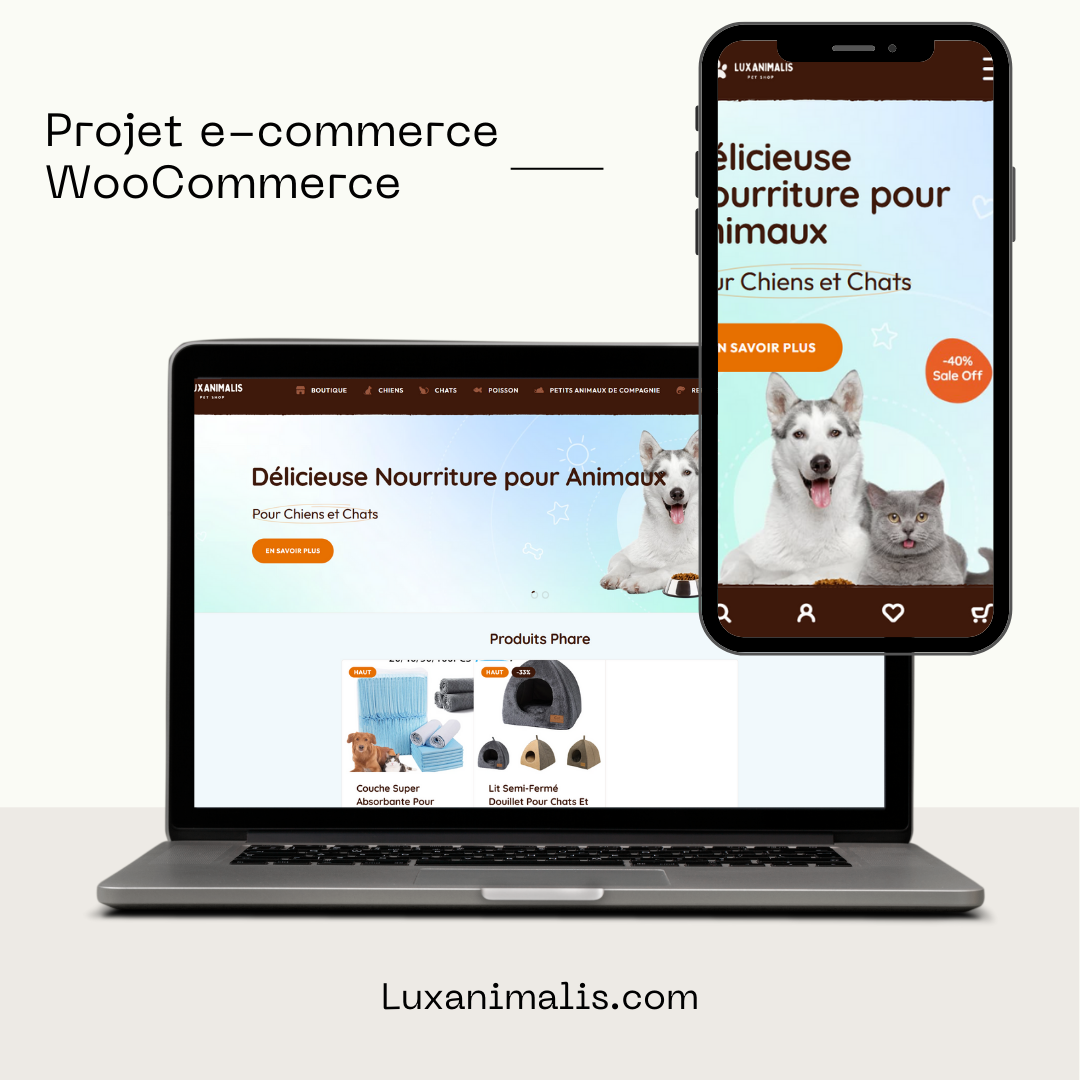 Projet e-commerce
WooCommerce
LUXANIMALIS
PET SHOP
élicieuse
ourriture pour
nimaux
ur Chiens et Chats
N SAVOIR PLUS
-40%
Sale Off
UXANIMALIS
PET SHOP
BOUTIQUE
CHIENS
CHATS
POISSON
PETITS ANIMAUX DE COMPAGNIE
RE
Délicieuse Nourriture pour Animaux
Pour Chiens et Chats
EN SAVOIR PLUS
Produits Phare
HAUT
HAUT
-33%
Couche Super
Absorbante Pour
Lit Semi-Fermé
Douillet Pour Chats Et
Luxanimalis.com